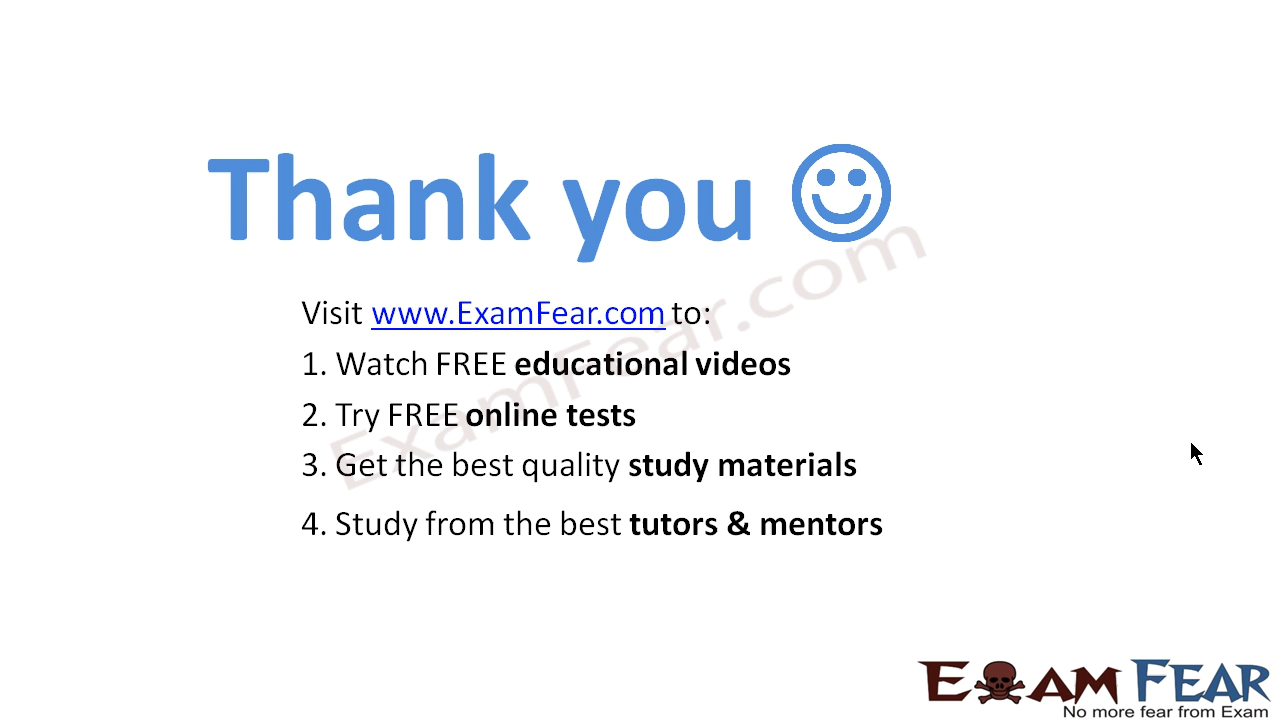 Thank you
Visit www.ExamFear.com to:
1. Watch FREE educational videos
2. Try FREE online tests
3. Get the best quality study materials
4. Study from the best tutors & mentors
ExamFear.com
EXAM FEAR
No more fear from Exam